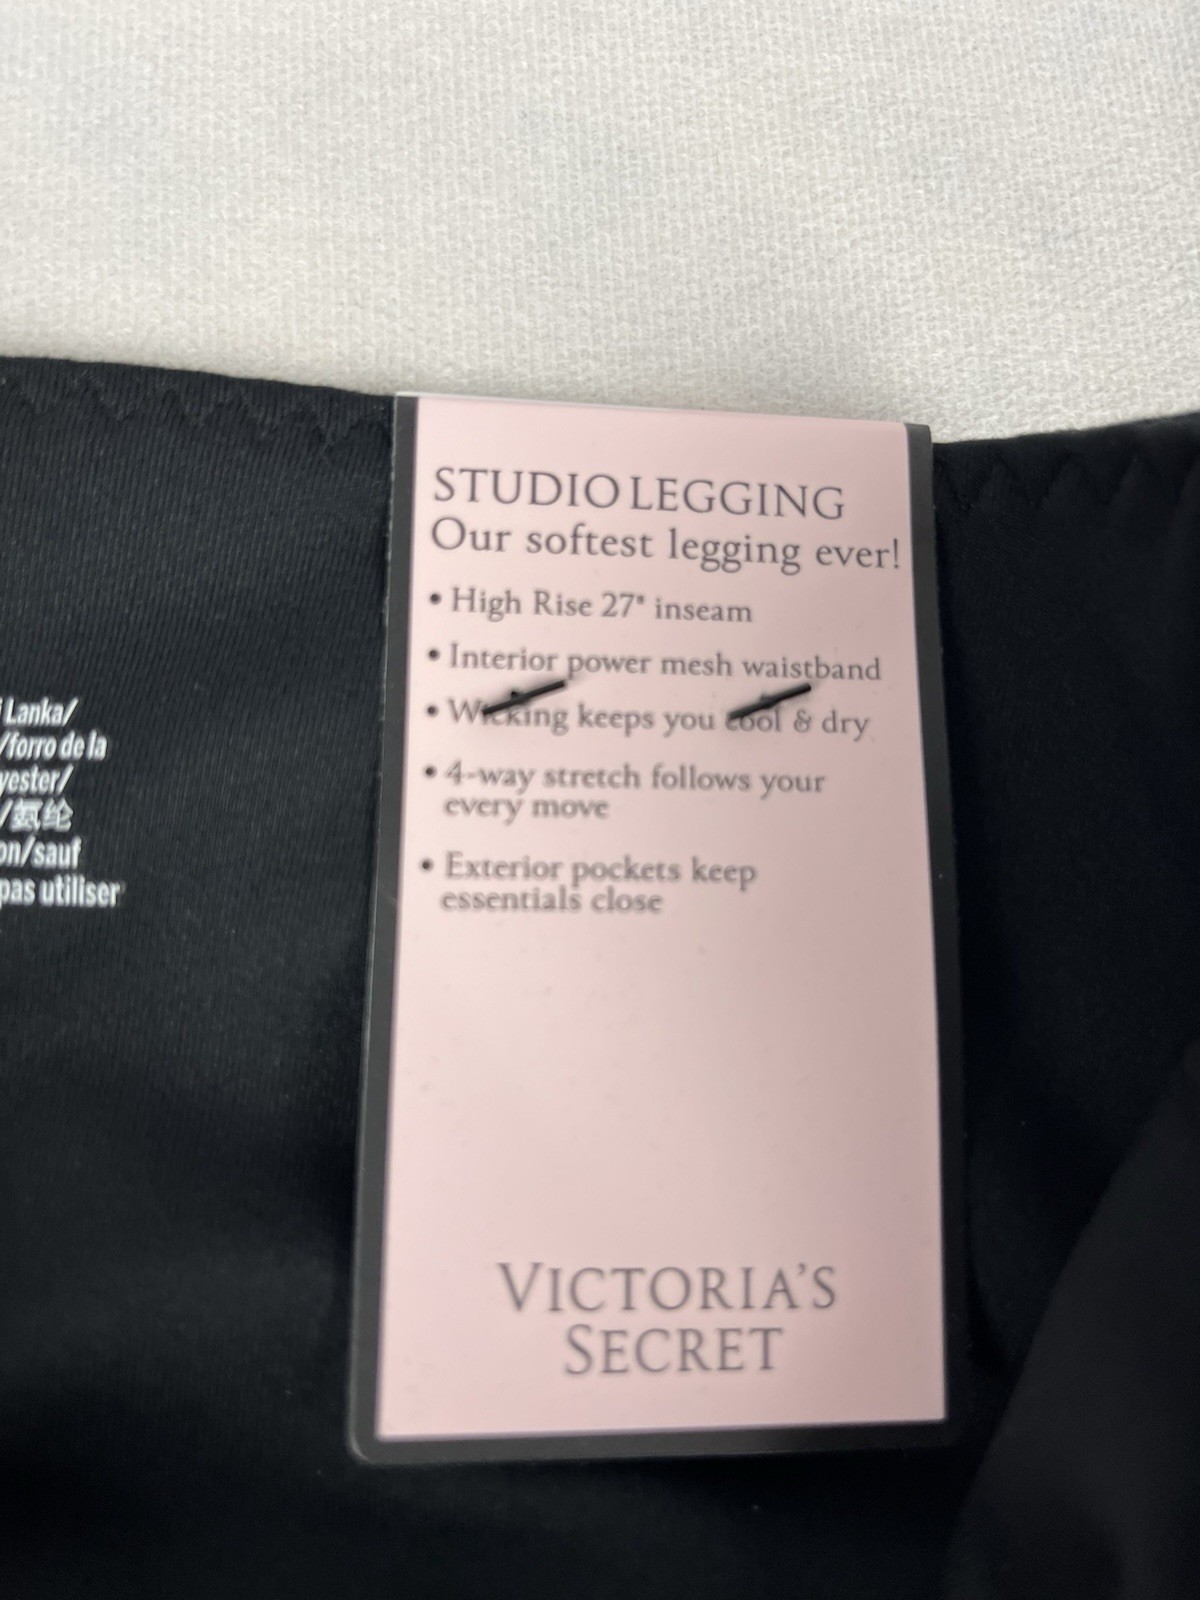 STUDIO LEGGING
Our softest legging ever!
• High Rise 27" inseam
• Interior power mesh waistband
• Wicking keeps you cool & dry
• 4-way stretch follows your
every move
• Exterior pockets keep
essentials close
VICTORIA'S
SECRET
Lanka/
/forro de la
yester/
/氨纶
on/sauf
pas utiliser